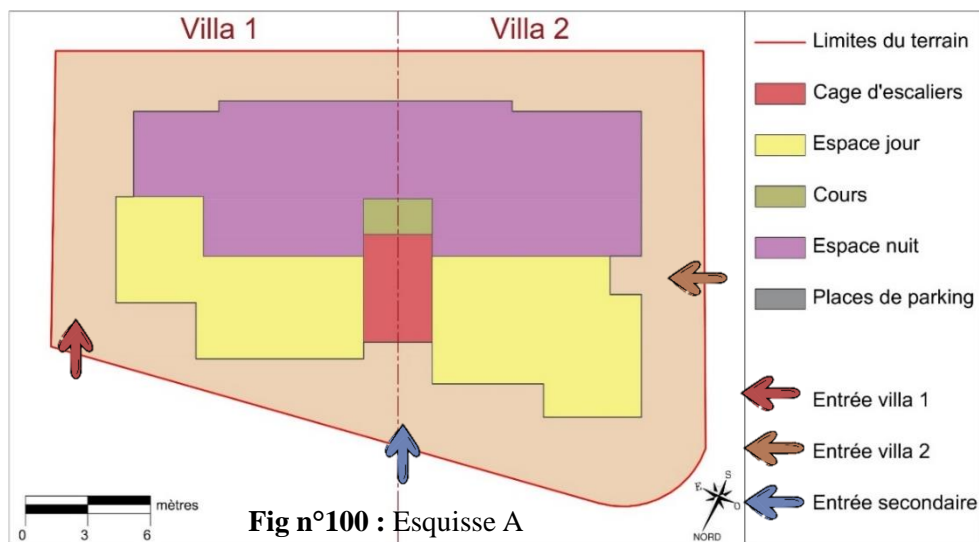 Villa 1
Villa 2
Limites du terrain
Cage d'escaliers
Espace jour
Cours
Espace nuit
Places de parking
Entrée villa 1
Entrée villa 2
Entrée secondaire
0 3 6
mètres
Fig n°100 : Esquisse A
S
E
O
NORD